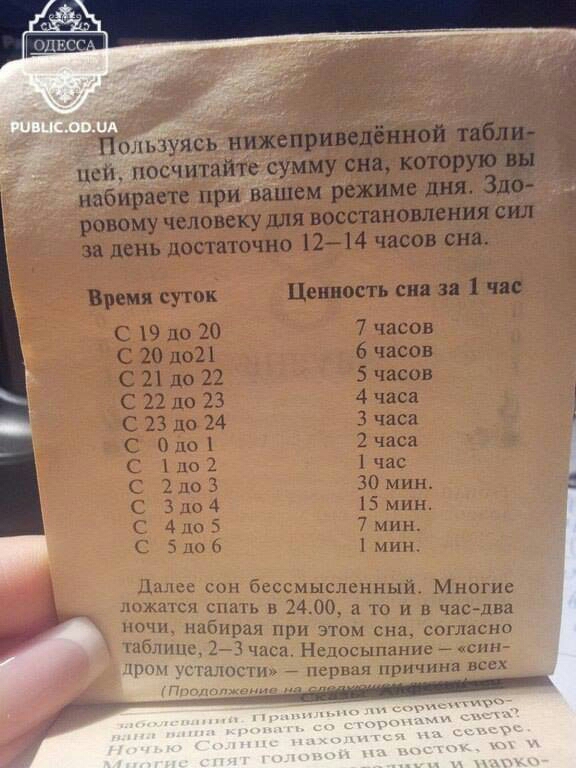 ОДЕССА
PUBLIC.OD.UA
Пользуясь нижеприведённой табли-
цей, посчитайте сумму сна, которую вы
набираете при вашем режиме дня. Здо-
ровому человеку для восстановления сил
за день достаточно 12–14 часов сна.
Время суток Ценность сна за 1 час
С 19 до 20 7 часов
С 20 до21 6 часов
С 21 до 22 5 часов
С 22 до 23 4 часа
С 23 до 24 3 часа
С 0 до 1 2 часа
С 1 до 2 1 час
С 2 до 3 30 мин.
С 3 до 4 15 мин.
С 4 до 5 7 мин.
С 5 до 6 1 мин.
Далее сон бессмысленный. Многие
ложатся спать в 24.00, а то и в час-два
ночи, набирая при этом сна, согласно
таблице, 2–3 часа. Недосыпание – «син-
дром усталости» – первая причина всех
(Продолжение на следующем
заболеваний. Правильно ли сориентиро-
вана ваша кровать со сторонами света?
Ночью Солнце находится на севере.
Многие спят головой на восток, юг и
и нарко-